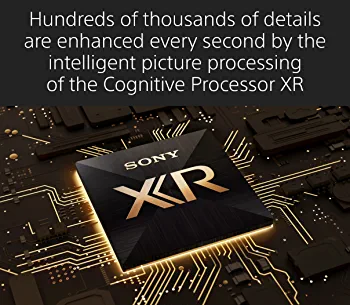 Hundreds of thousands of details
are enhanced every second by the
intelligent picture processing
of the Cognitive Processor XR
SONY
XR